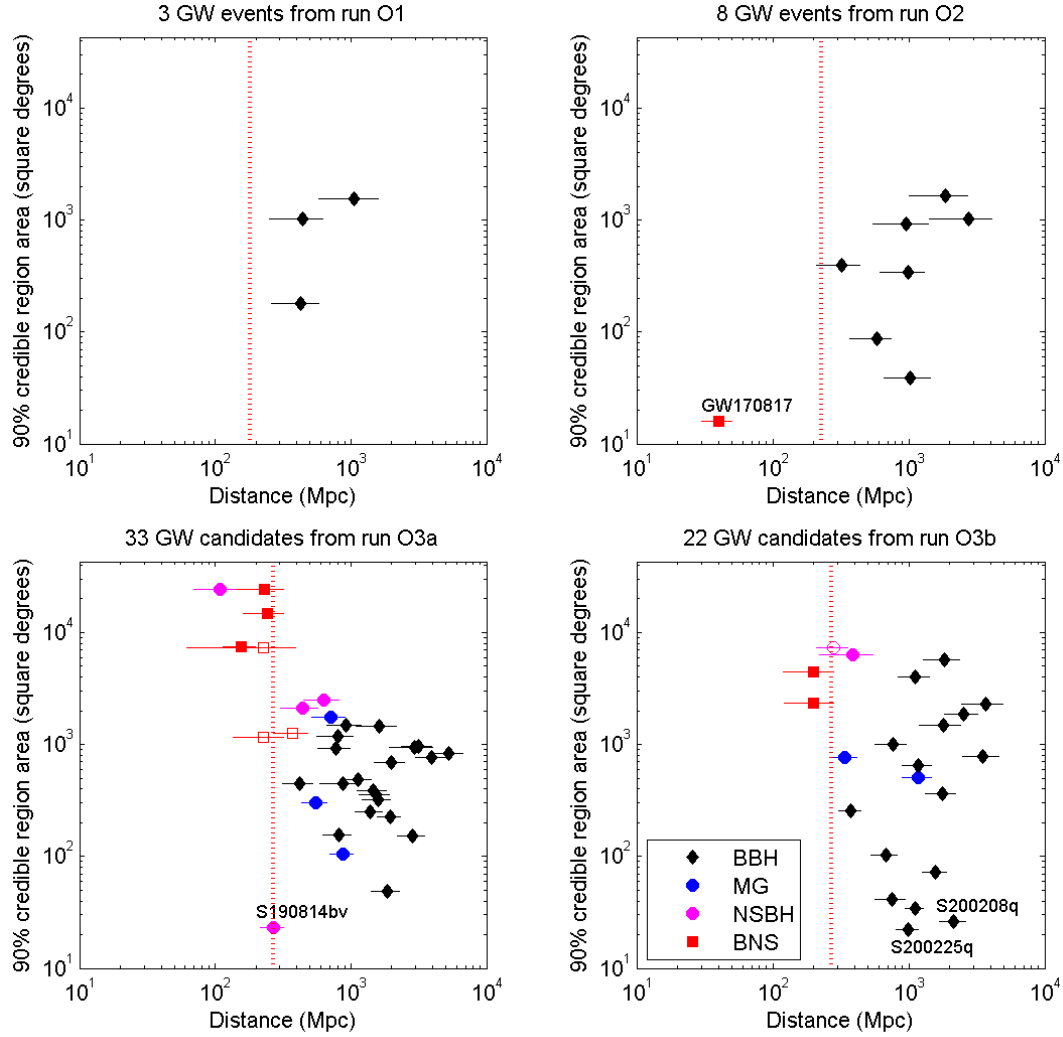 3 GW events from run O1
8 GW events from run O2
90% credible region area (square degrees)
10^4
10^3
10^2
10^1
10^1 10^2 10^3 10^4
Distance (Mpc)
90% credible region area (square degrees)
10^4
10^3
10^2
10^1
GW170817
10^1 10^2 10^3 10^4
Distance (Mpc)
33 GW candidates from run O3a
22 GW candidates from run O3b
90% credible region area (square degrees)
10^4
10^3
10^2
10^1
S190814bv
10^1 10^2 10^3 10^4
Distance (Mpc)
90% credible region area (square degrees)
10^4
10^3
10^2
10^1
BBH
MG
NSBH
BNS
S200208q
S200225q
10^1 10^2 10^3 10^4
Distance (Mpc)